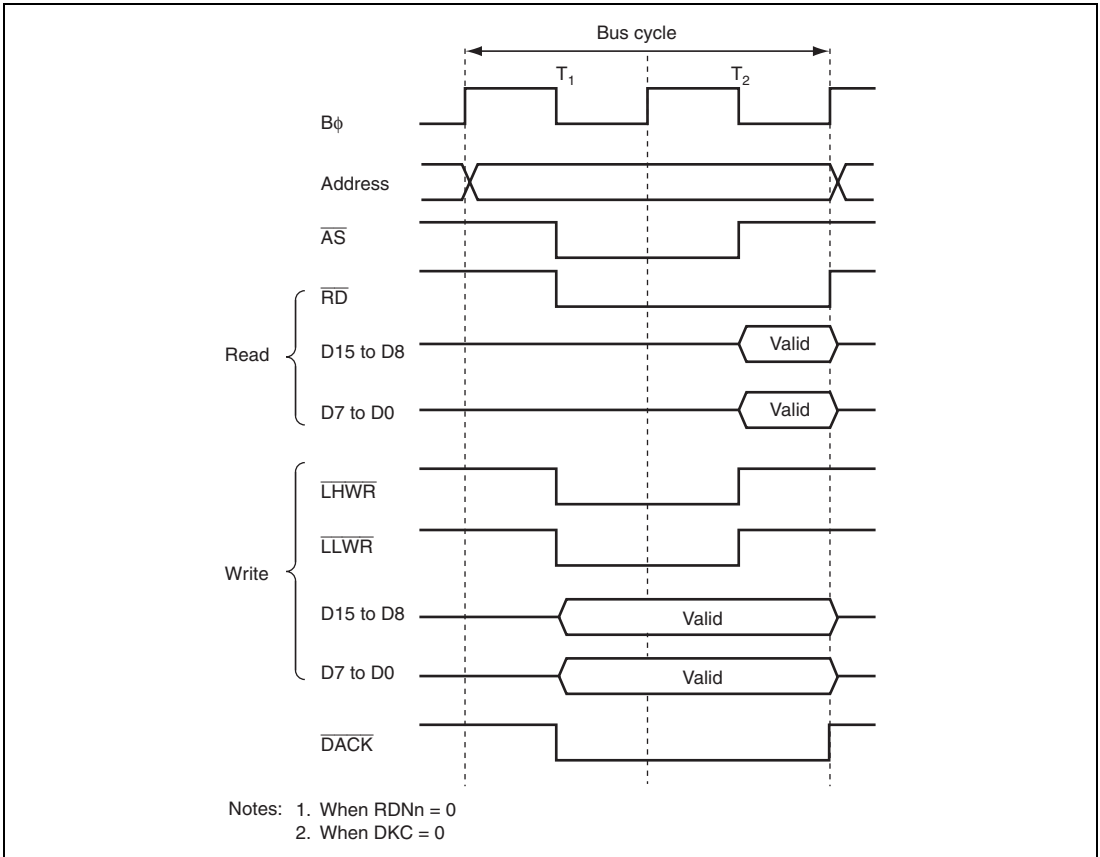 Bus cycle
T1
T2
Bφ
Address
AS
RD
Read
D15 to D8
Valid
D7 to D0
Valid
LHWR
LLWR
Write
D15 to D8
Valid
D7 to D0
Valid
DACK
Notes: 1. When RDNn = 0
2. When DKC = 0